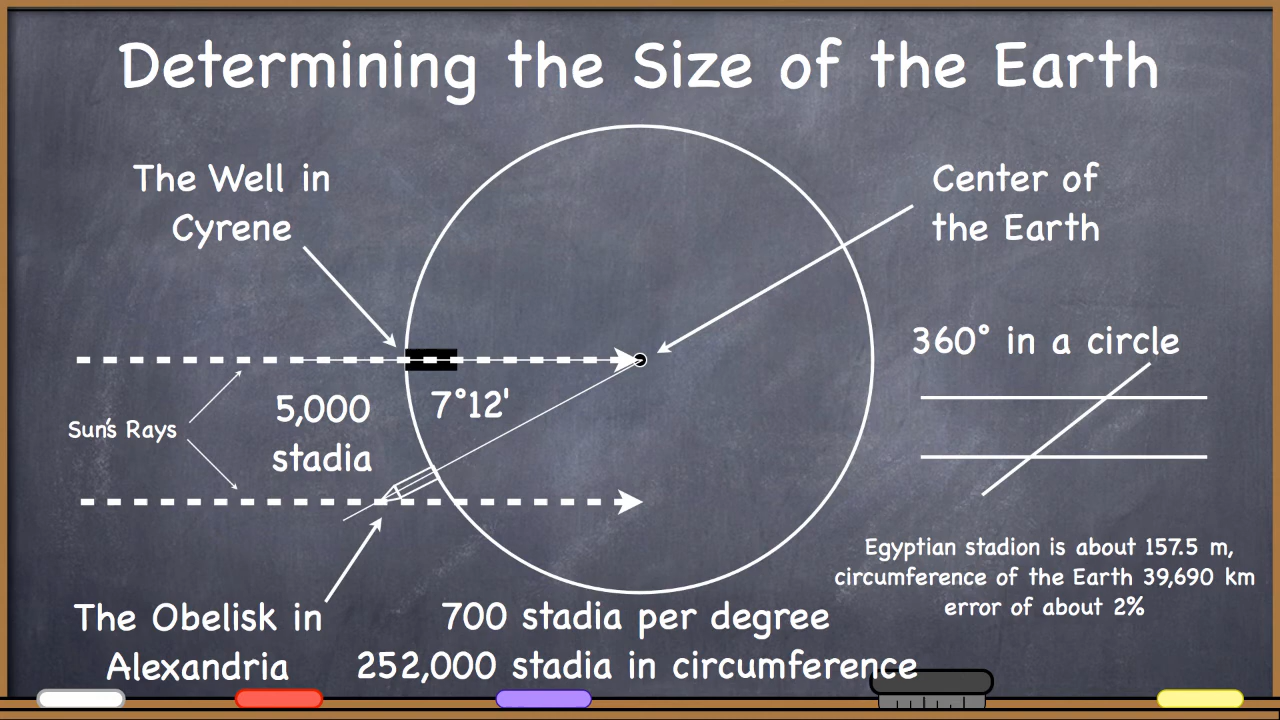 Determining the Size of the Earth
The Well in
Cyrene
Center of
the Earth
360° in a circle
5,000
stadia
7°12'
Sun's Rays
Egyptian stadion is about 157.5 m,
circumference of the Earth 39,690 km
error of about 2%
The Obelisk in
Alexandria
700 stadia per degree
252,000 stadia in circumference